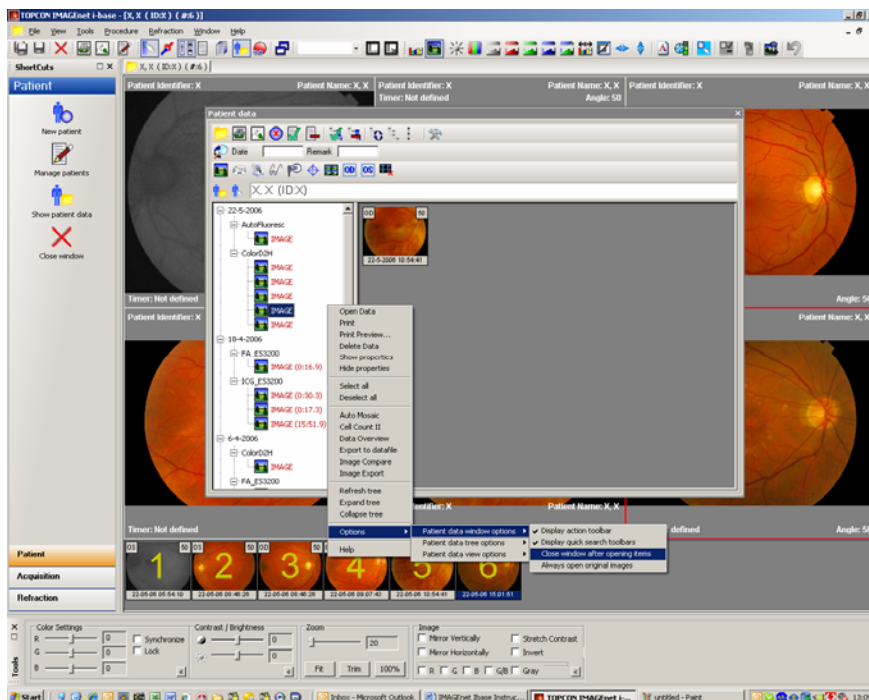 TOPCON IMAGEnet i-base - [X, X ( ID:X ) ( #:6 )]
File View Tools Procedure Refraction Window Help
ShortCuts
X, X ( ID:X ) ( #:6 )
Patient
New patient
Manage patients
Show patient data
Close window
Patient
Acquisition
Refraction
Patient Identifier: X Patient Name: X, X
Patient Identifier: X Patient Name: X, X
Timer: Not defined Angle: 50
Patient Identifier: X Patient Name: X, X
Timer: Not defined
Angle: 50
Patient Identifier: X
Patient Name: X, X
Patient data
Date Remark
OD OS
X, X (ID:X)
22-5-2006
AutoFluoresc
IMAGE
ColorD2H
IMAGE
IMAGE
IMAGE
IMAGE
IMAGE
18-4-2006
FA_ES3200
IMAGE (0:16.9)
ICG_ES3200
IMAGE (0:30.3)
IMAGE (0:17.3)
IMAGE (15:51.9)
6-4-2006
ColorD2H
IMAGE
FA_ES3200
OD 50
22-5-2006 10:54:41
Open Data
Print
Print Preview...
Delete Data
Show properties
Hide properties
Select all
Deselect all
Auto Mosaic
Cell Count II
Data Overview
Export to datafile
Image Compare
Image Export
Refresh tree
Expand tree
Collapse tree
Options
Help
Patient data window options
Patient data tree options
Patient data view options
Display action toolbar
Display quick search toolbars
Close window after opening items
Always open original images
Timer: Not defined
Identifier: X Patient Name: X, X
defined
Angle: 50
OS 50 OD 50
1 2 3 4 5 6
Tools
Color Settings
R 0
G 0
B 0
Synchronize
Lock
Contrast / Brightness
0
0
Zoom
20
Fit Trim 100%
Image
Mirror Vertically Stretch Contrast
Mirror Horizontally Invert
R G B G/B Gray
Start
Inbox - Microsoft Outlook
IMAGEnet Ibase Instruc...
TOPCON IMAGEnet i-...
untitled - Paint